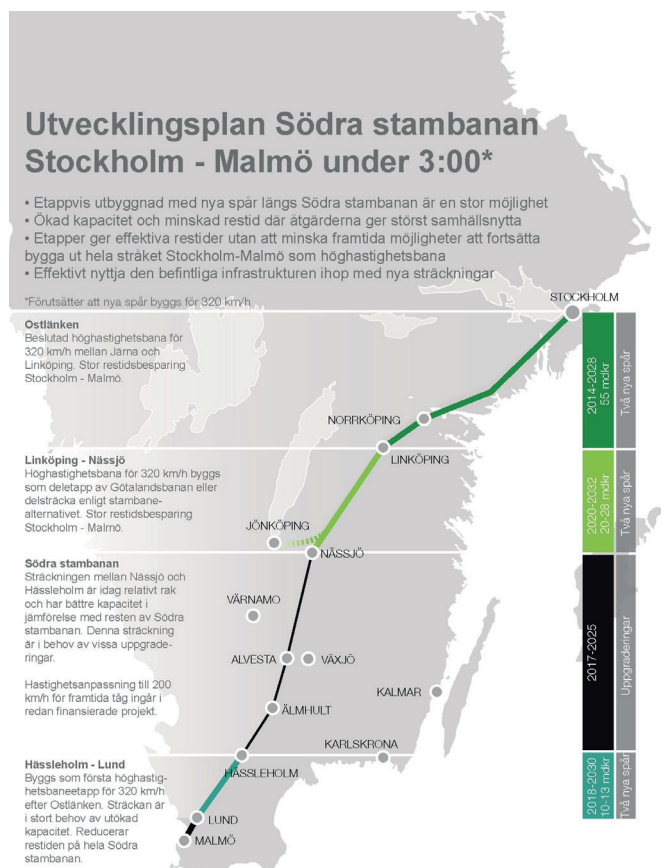 Utvecklingsplan Södra stambanan
Stockholm - Malmö under 3:00*
• Etappvis utbyggnad med nya spår längs Södra stambanan är en stor möjlighet
• Ökad kapacitet och minskad restid där åtgärderna ger störst samhällsnytta
• Etapper ger effektiva restider utan att minska framtida möjligheter att fortsätta
bygga ut hela stråket Stockholm-Malmö som höghastighetsbana
• Effektivt nyttja den befintliga infrastrukturen ihop med nya sträckningar
*Förutsätter att nya spår byggs för 320 km/h
STOCKHOLM
Ostlänken
Beslutad höghastighetsbana för
320 km/h mellan Järna och
Linköping. Stor restidsbesparing
Stockholm - Malmö.
NORRKÖPING
LINKÖPING
2014-2028
55 mdkr
Två nya spår
Linköping - Nässjö
Höghastighetsbana för 320 km/h byggs
som deletapp av Götalandsbanan eller
delsträcka enligt stambane-
alternativet. Stor restidsbesparing
Stockholm - Malmö.
JÖNKÖPING
NÄSSJÖ
2020-2032
20-28 mdkr
Två nya spår
Södra stambanan
Sträckningen mellan Nässjö och
Hässleholm är idag relativt rak
och har bättre kapacitet i
jämförelse med resten av Södra
stambanan. Denna sträckning
är i behov av vissa uppgrade-
ringar.
Hastighetsanpassning till 200
km/h för framtida tåg ingår i
redan finansierade projekt.
VÄRNAMO
ALVESTA
VÄXJÖ
KALMAR
ÄLMHULT
KARLSKRONA
HÄSSLEHOLM
2017-2025
Uppgraderingar
Hässleholm - Lund
Byggs som första höghastig-
hetsbaneetapp för 320 km/h
efter Ostlänken. Sträckan är
i stort behov av utökad
kapacitet. Reducerar
restiden på hela Södra
stambanan.
LUND
MALMÖ
2018-2030
10-13 mdkr
Två nya spår